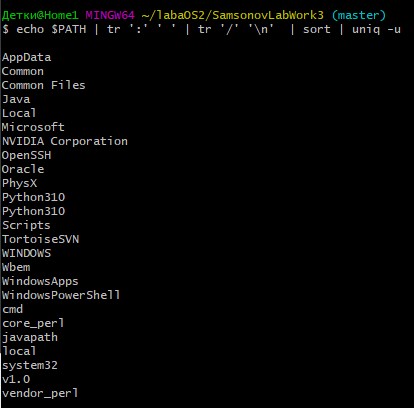 Детки@Home1 MINGW64 ~/labaOS2/SamsonovLabWork3 (master)
$ echo $PATH | tr ':' ' ' | tr '/' '\n'  | sort | uniq -u
AppData
Common
Common Files
Java
Local
Microsoft
NVIDIA Corporation
OpenSSH
Oracle
PhysX
Python310
Python310
Scripts
TortoiseSVN
WINDOWS
Wbem
WindowsApps
WindowsPowerShell
cmd
core_perl
javapath
local
system32
v1.0
vendor_perl